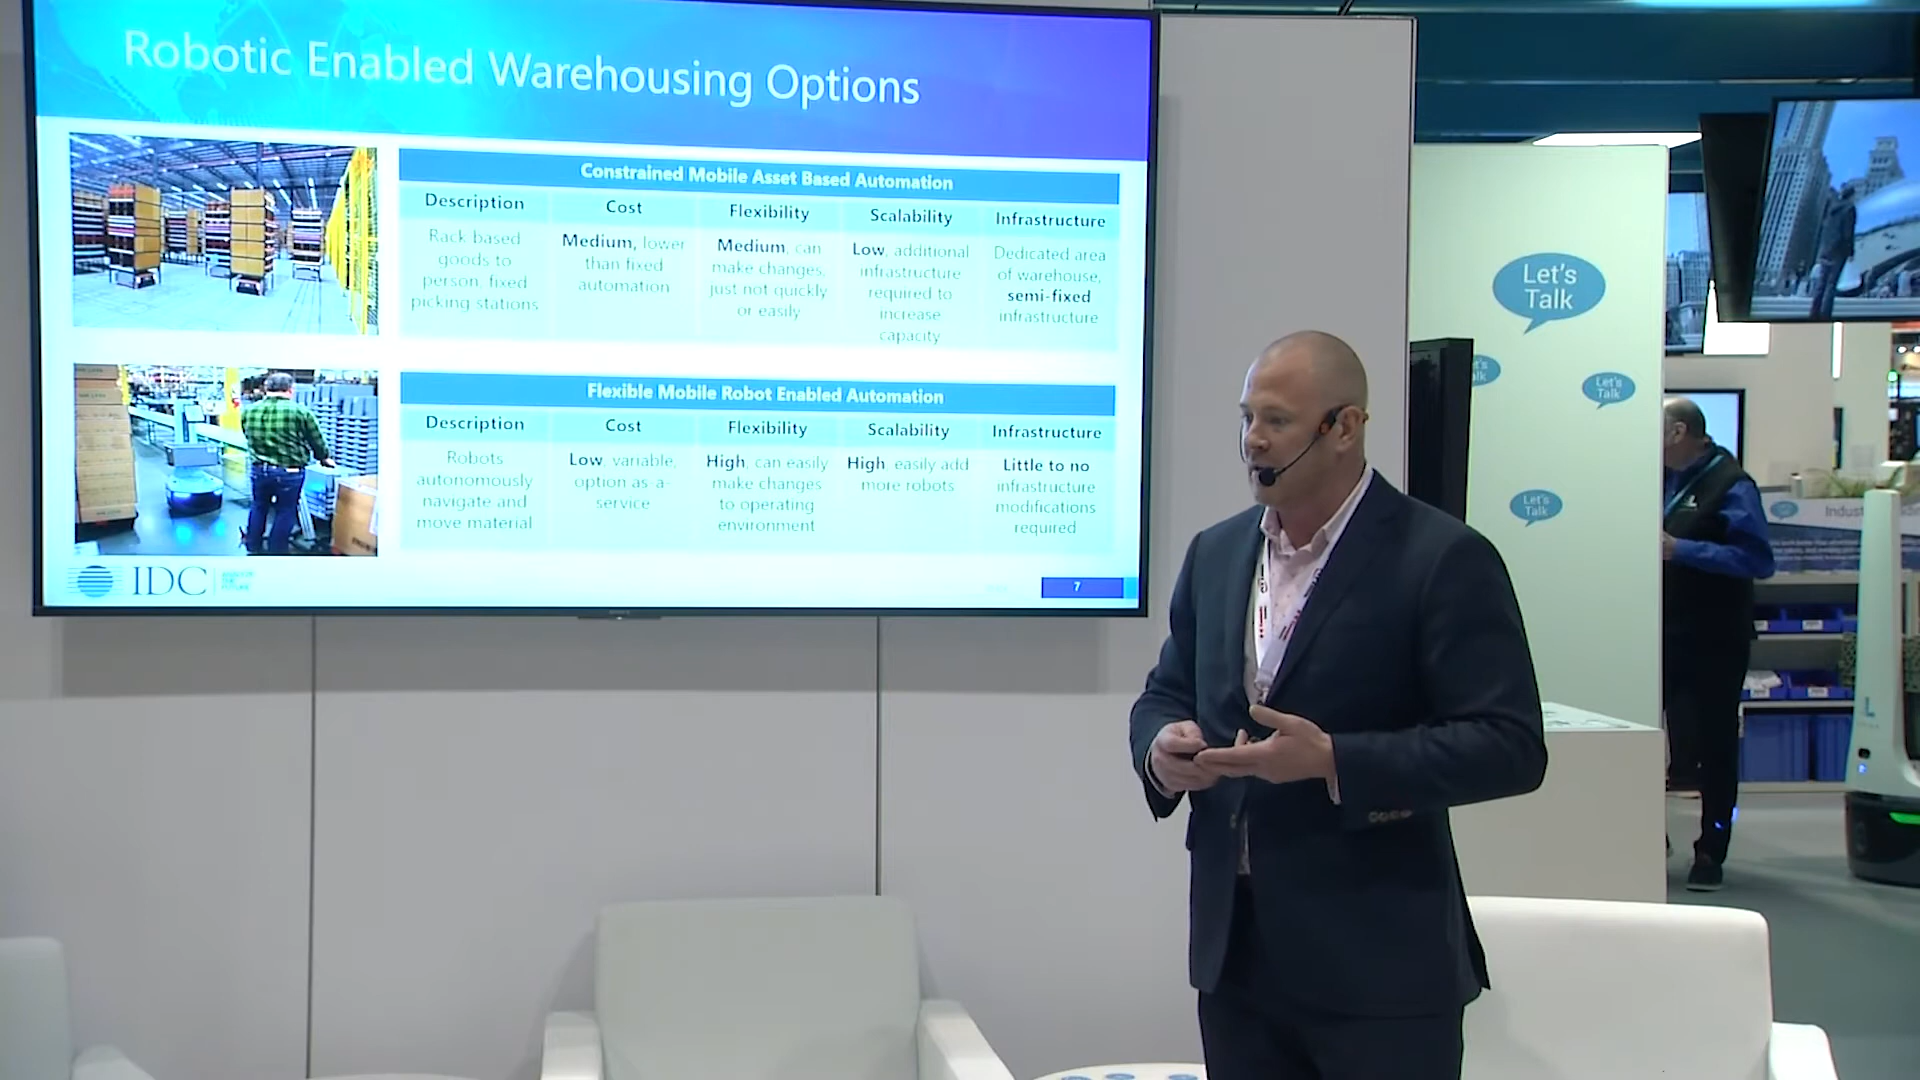 Robotic Enabled Warehousing Options
Constrained Mobile Asset Based Automation
Description
Cost
Flexibility
Scalability
Infrastructure
Rack based
goods to
person, fixed
picking stations
Medium, lower
than fixed
automation
Medium, can
make changes,
just not quickly
or easily
Low, additional
infrastructure
required to
increase
capacity
Dedicated area
of warehouse,
semi-fixed
infrastructure
Flexible Mobile Robot Enabled Automation
Description
Cost
Flexibility
Scalability
Infrastructure
Robots
autonomously
navigate and
move material
Low, variable,
option as-a-
service
High, can easily
make changes
to operating
environment
High, easily add
more robots
Little to no
infrastructure
modifications
required
IDC
7
Let's
Talk
Let's
Talk
Let's
Talk